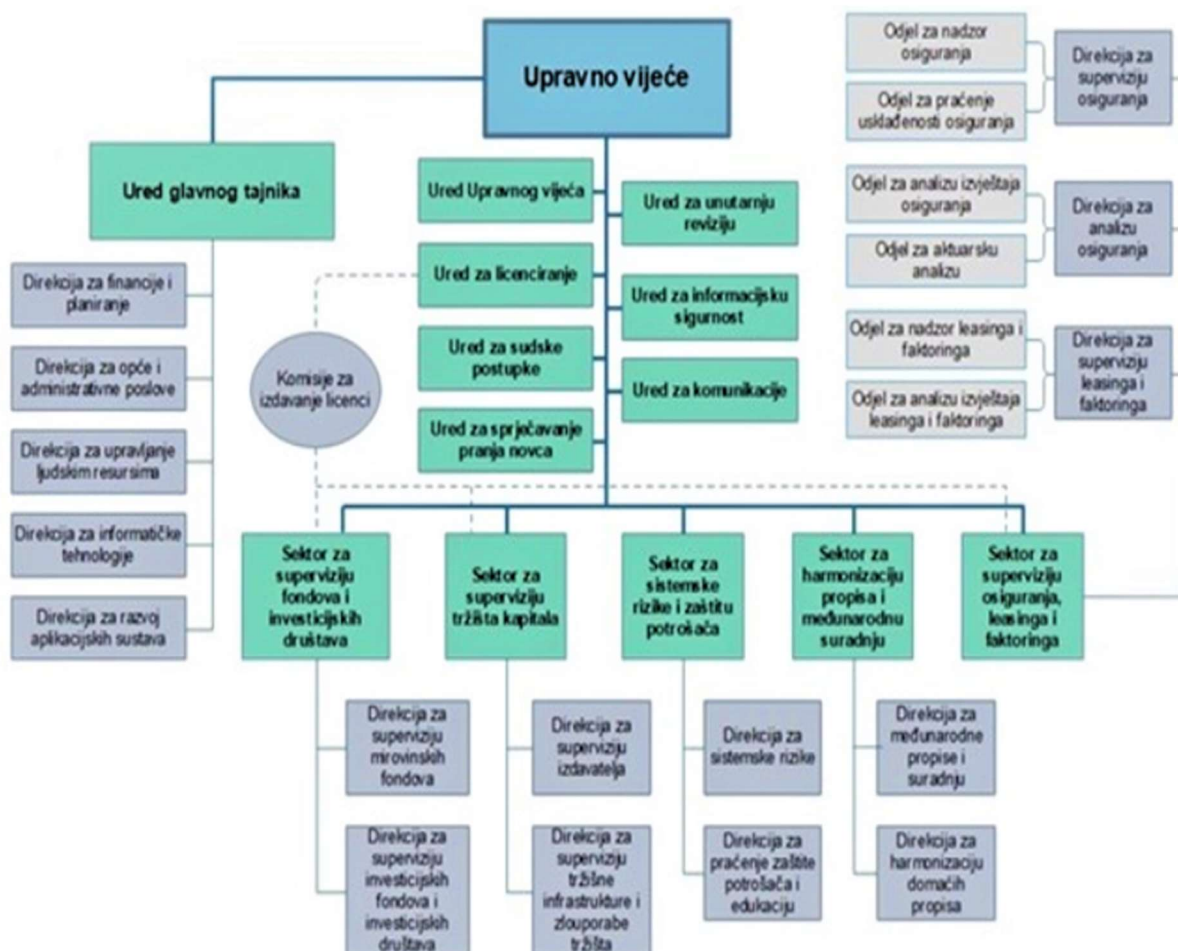 Upravno vijeće
Ured glavnog tajnika
Direkcija za financije i
planiranje
Direkcija za opće i
administrativne poslove
Direkcija za upravljanje
ljudskim resursima
Direkcija za informatičke
tehnologije
Direkcija za razvoj
aplikacijskih sustava
Ured Upravnog vijeća
Ured za unutarnju
reviziju
Ured za licenciranje
Ured za informacijsku
sigurnost
Ured za sudske
postupke
Ured za komunikacije
Ured za sprječavanje
pranja novca
Komisije za
izdavanje licenci
Odjel za nadzor
osiguranja
Odjel za praćenje
usklađenosti osiguranja
Direkcija za
superviziju
osiguranja
Odjel za analizu izvještaja
osiguranja
Odjel za aktuarsku
analizu
Direkcija za
analizu
osiguranja
Odjel za nadzor leasinga i
faktoringa
Odjel za analizu izvještaja
leasinga i faktoringa
Direkcija za
superviziju
leasinga i
faktoringa
Sektor za
superviziju
fondova i
investicijskih
društava
Sektor za
superviziju
tržišta kapitala
Sektor za
sistemske
rizike i zaštitu
potrošača
Sektor za
harmonizaciju
propisa i
međunarodnu
suradnju
Sektor za
superviziju
osiguranja,
leasinga i
faktoringa
Direkcija za
superviziju
mirovinskih
fondova
Direkcija za
superviziju
investicijskih
fondova i
investicijskih
društava
Direkcija za
superviziju
izdavatelja
Direkcija za
superviziju
tržišne
infrastrukture i
zlouporabe
tržišta
Direkcija za
sistemske rizike
Direkcija za
praćenje zaštite
potrošača i
edukaciju
Direkcija za
međunarodne
propise i
suradnju
Direkcija za
harmonizaciju
domaćih
propisa